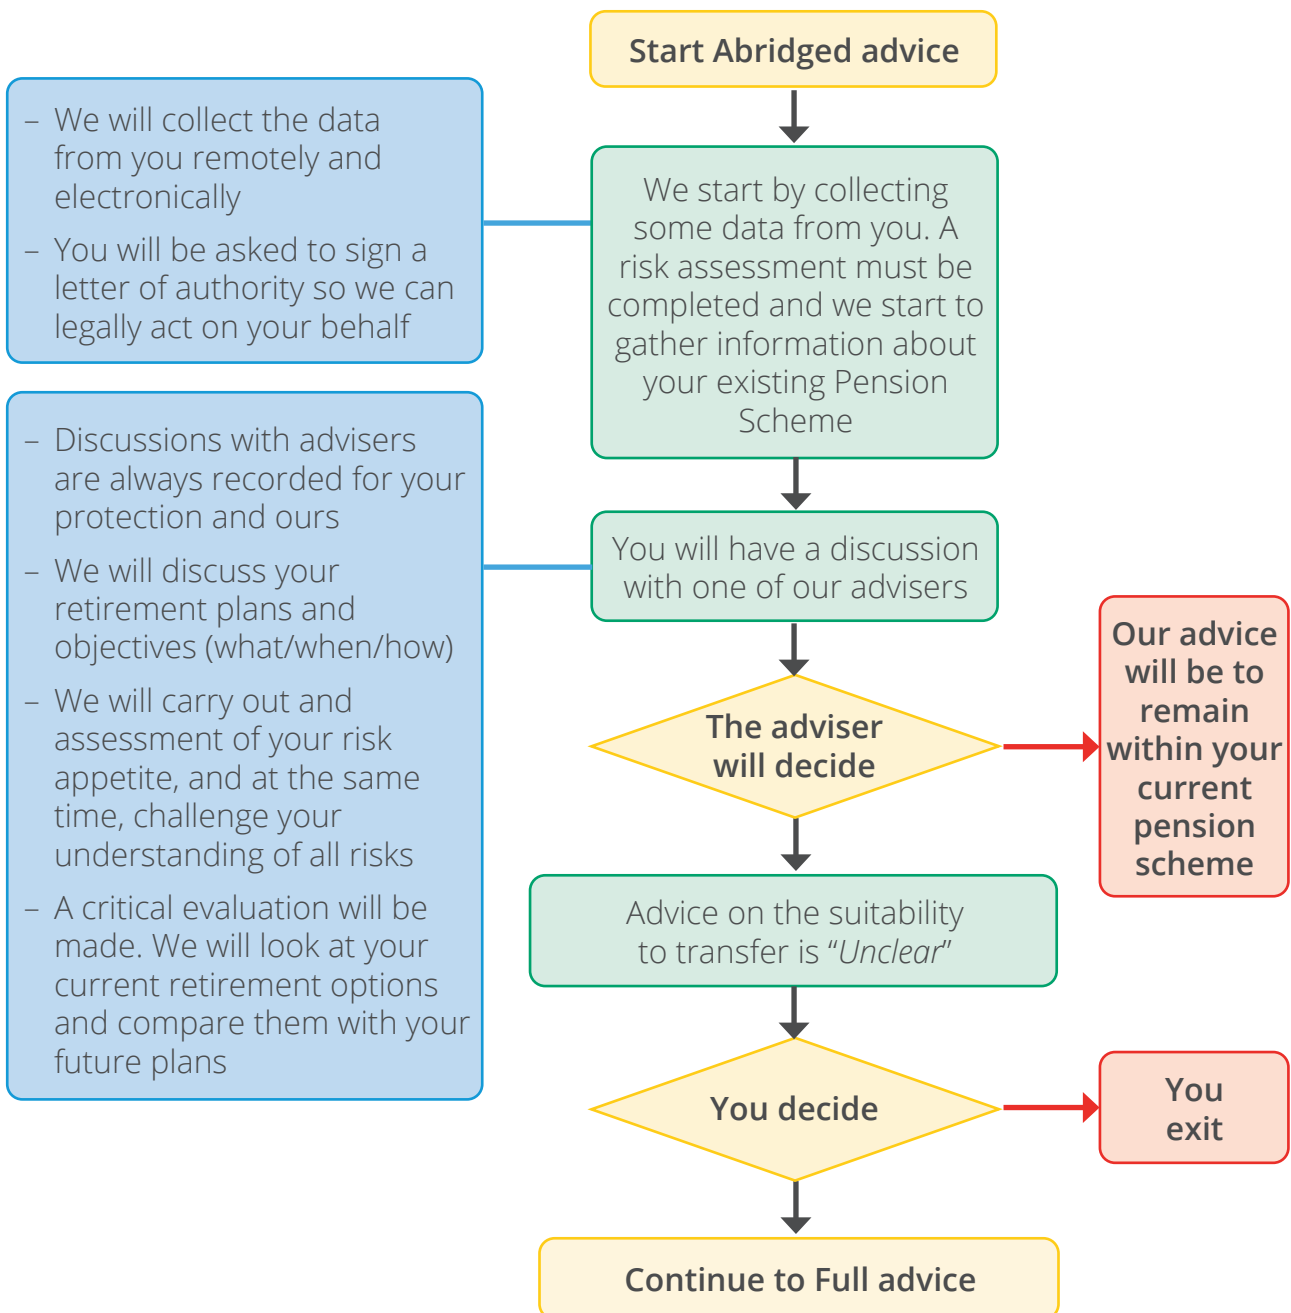 Start Abridged advice
– We will collect the data
from you remotely and
electronically
– You will be asked to sign a
letter of authority so we can
legally act on your behalf
We start by collecting
some data from you. A
risk assessment must be
completed and we start to
gather information about
your existing Pension
Scheme
– Discussions with advisers
are always recorded for your
protection and ours
– We will discuss your
retirement plans and
objectives (what/when/how)
– We will carry out and
assessment of your risk
appetite, and at the same
time, challenge your
understanding of all risks
– A critical evaluation will be
made. We will look at your
current retirement options
and compare them with your
future plans
You will have a discussion
with one of our advisers
The adviser
will decide
Our advice
will be to
remain
within your
current
pension
scheme
Advice on the suitability
to transfer is “Unclear”
You decide
You
exit
Continue to Full advice